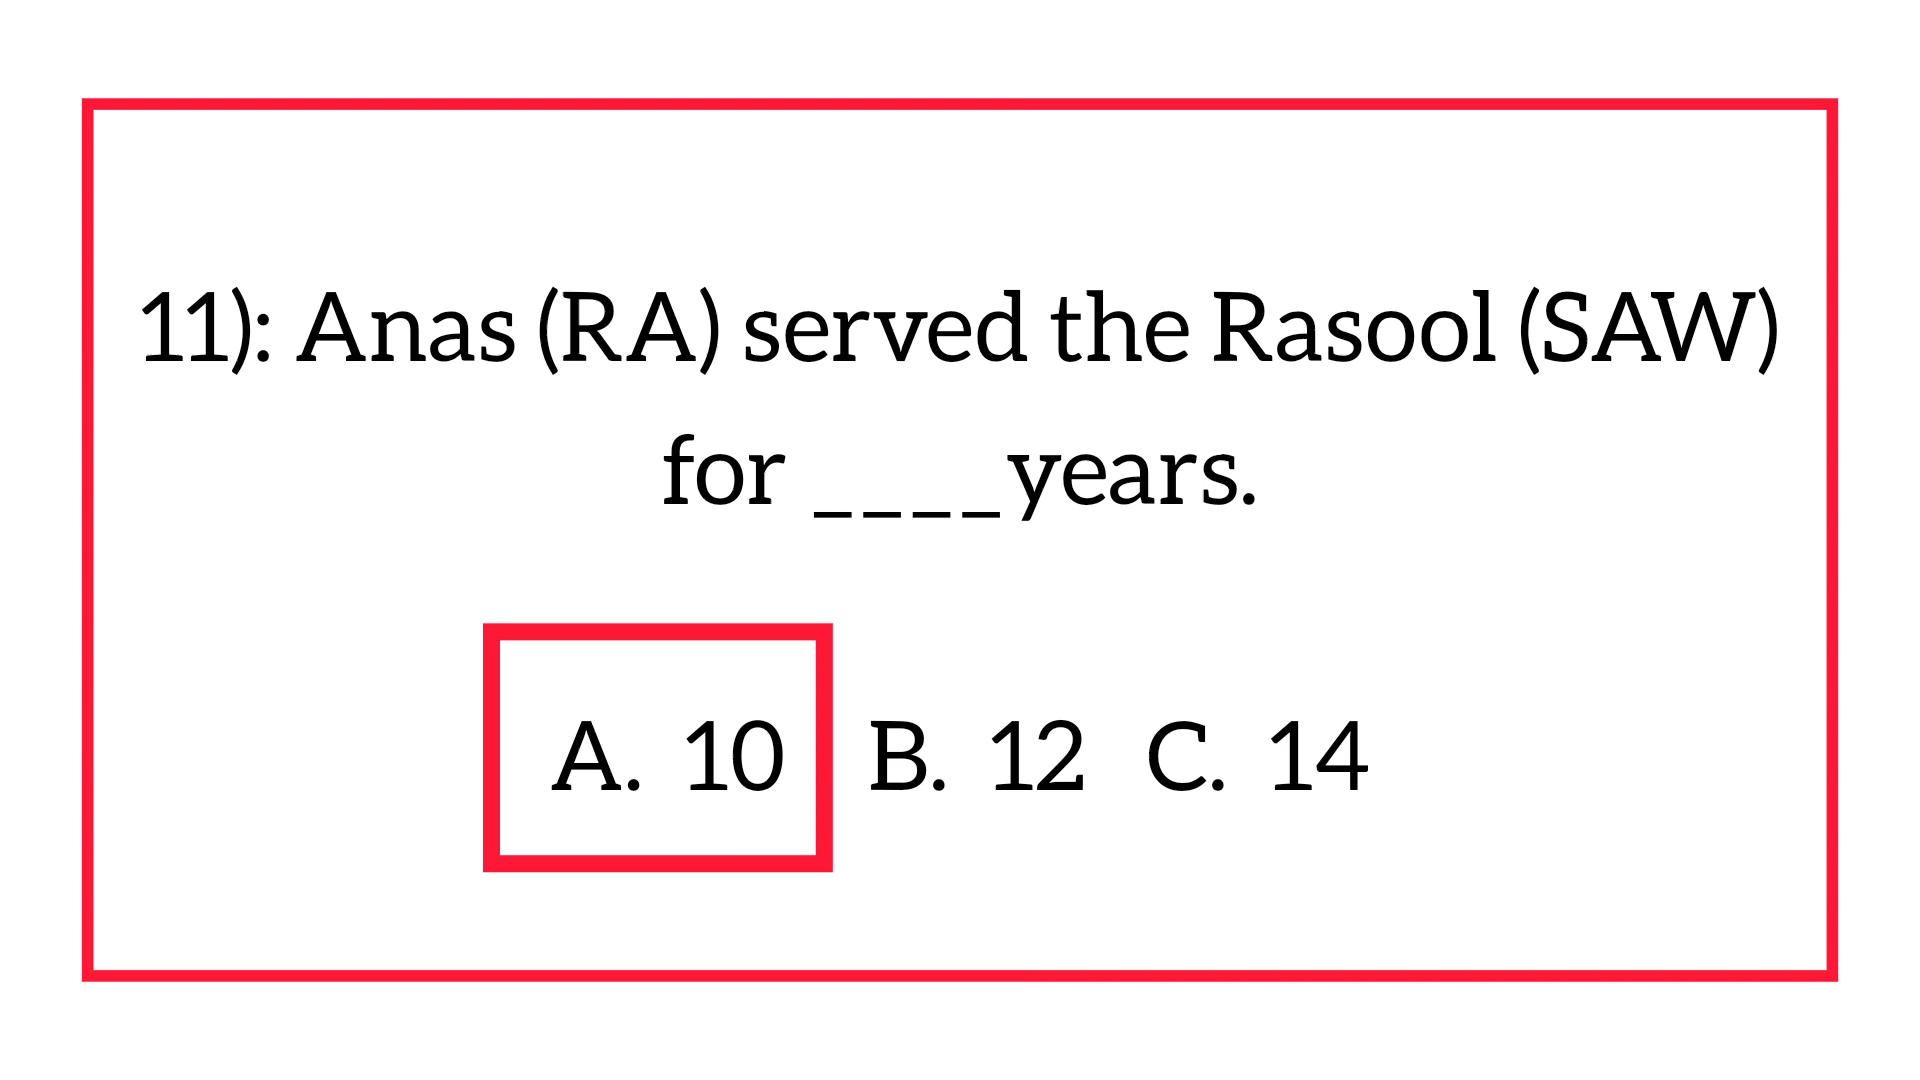 11): Anas (RA) served the Rasool (SAW)
for ____years.
A. 10 B. 12 C. 14